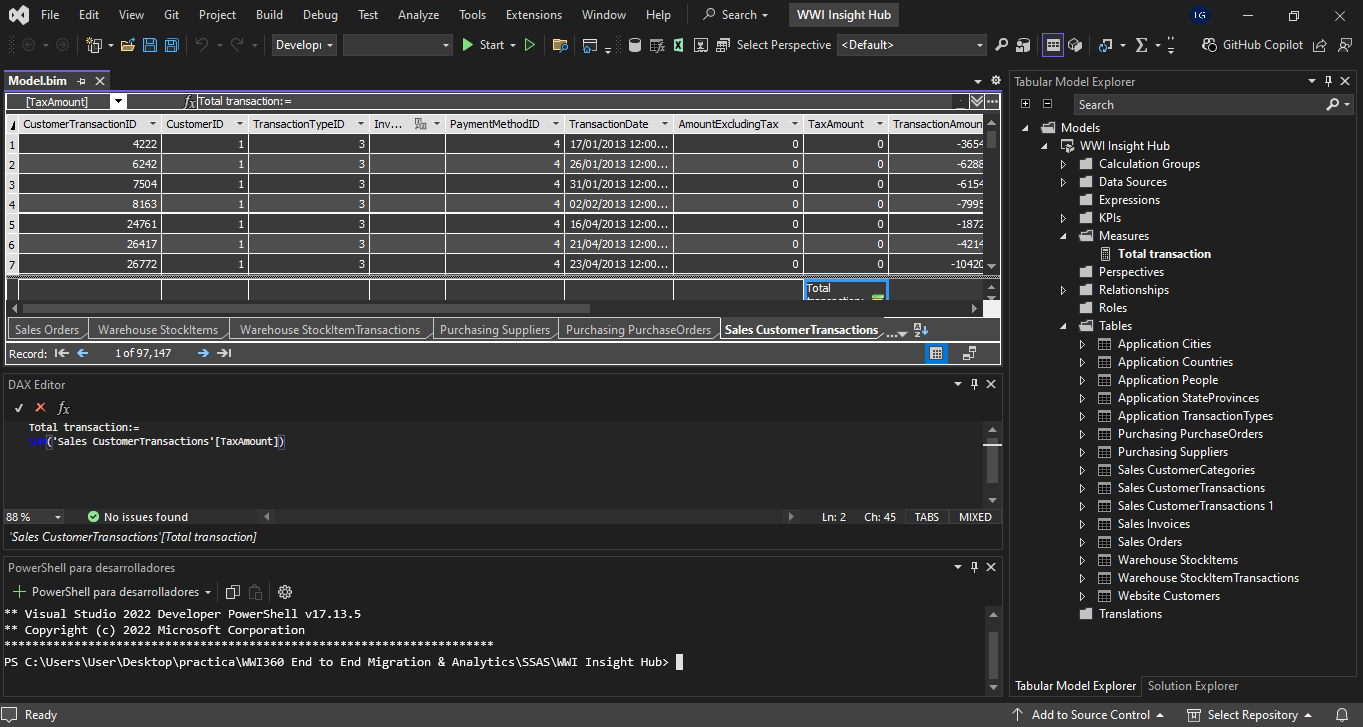 File Edit View Git Project Build Debug Test Analyze Tools Extensions Window Help Search WWI Insight Hub IG
Develop Start Select Perspective <Default> GitHub Copilot
Model.bim
[TaxAmount] fx Total transaction:=
CustomerTransactionID CustomerID TransactionTypeID Inv... PaymentMethodID TransactionDate AmountExcludingTax TaxAmount TransactionAmoun
1 4222 1 3 4 17/01/2013 12:00... 0 0 -3654
2 6242 1 3 4 26/01/2013 12:00... 0 0 -6288
3 7504 1 3 4 31/01/2013 12:00... 0 0 -6154
4 8163 1 3 4 02/02/2013 12:00... 0 0 -7995
5 24761 1 3 4 16/04/2013 12:00... 0 0 -1872
6 26417 1 3 4 21/04/2013 12:00... 0 0 -4214
7 26772 1 3 4 23/04/2013 12:00... 0 0 -10420
Total
transaction:
Sales Orders Warehouse StockItems Warehouse StockItemTransactions Purchasing Suppliers Purchasing PurchaseOrders Sales CustomerTransactions ...
Record: 1 of 97,147
DAX Editor
fx
Total transaction:=
SUM('Sales CustomerTransactions'[TaxAmount])
88 % No issues found Ln: 2 Ch: 45 TABS MIXED
'Sales CustomerTransactions'[Total transaction]
PowerShell para desarrolladores
PowerShell para desarrolladores
** Visual Studio 2022 Developer PowerShell v17.13.5
** Copyright (c) 2022 Microsoft Corporation
**********************************************************************
PS C:\Users\User\Desktop\practica\WWI360 End to End Migration & Analytics\SSAS\WWI Insight Hub>
Tabular Model Explorer
Search
Models
WWI Insight Hub
Calculation Groups
Data Sources
Expressions
KPIs
Measures
Total transaction
Perspectives
Relationships
Roles
Tables
Application Cities
Application Countries
Application People
Application StateProvinces
Application TransactionTypes
Purchasing PurchaseOrders
Purchasing Suppliers
Sales CustomerCategories
Sales CustomerTransactions
Sales CustomerTransactions 1
Sales Invoices
Sales Orders
Warehouse StockItems
Warehouse StockItemTransactions
Website Customers
Translations
Tabular Model Explorer Solution Explorer
Ready Add to Source Control Select Repository